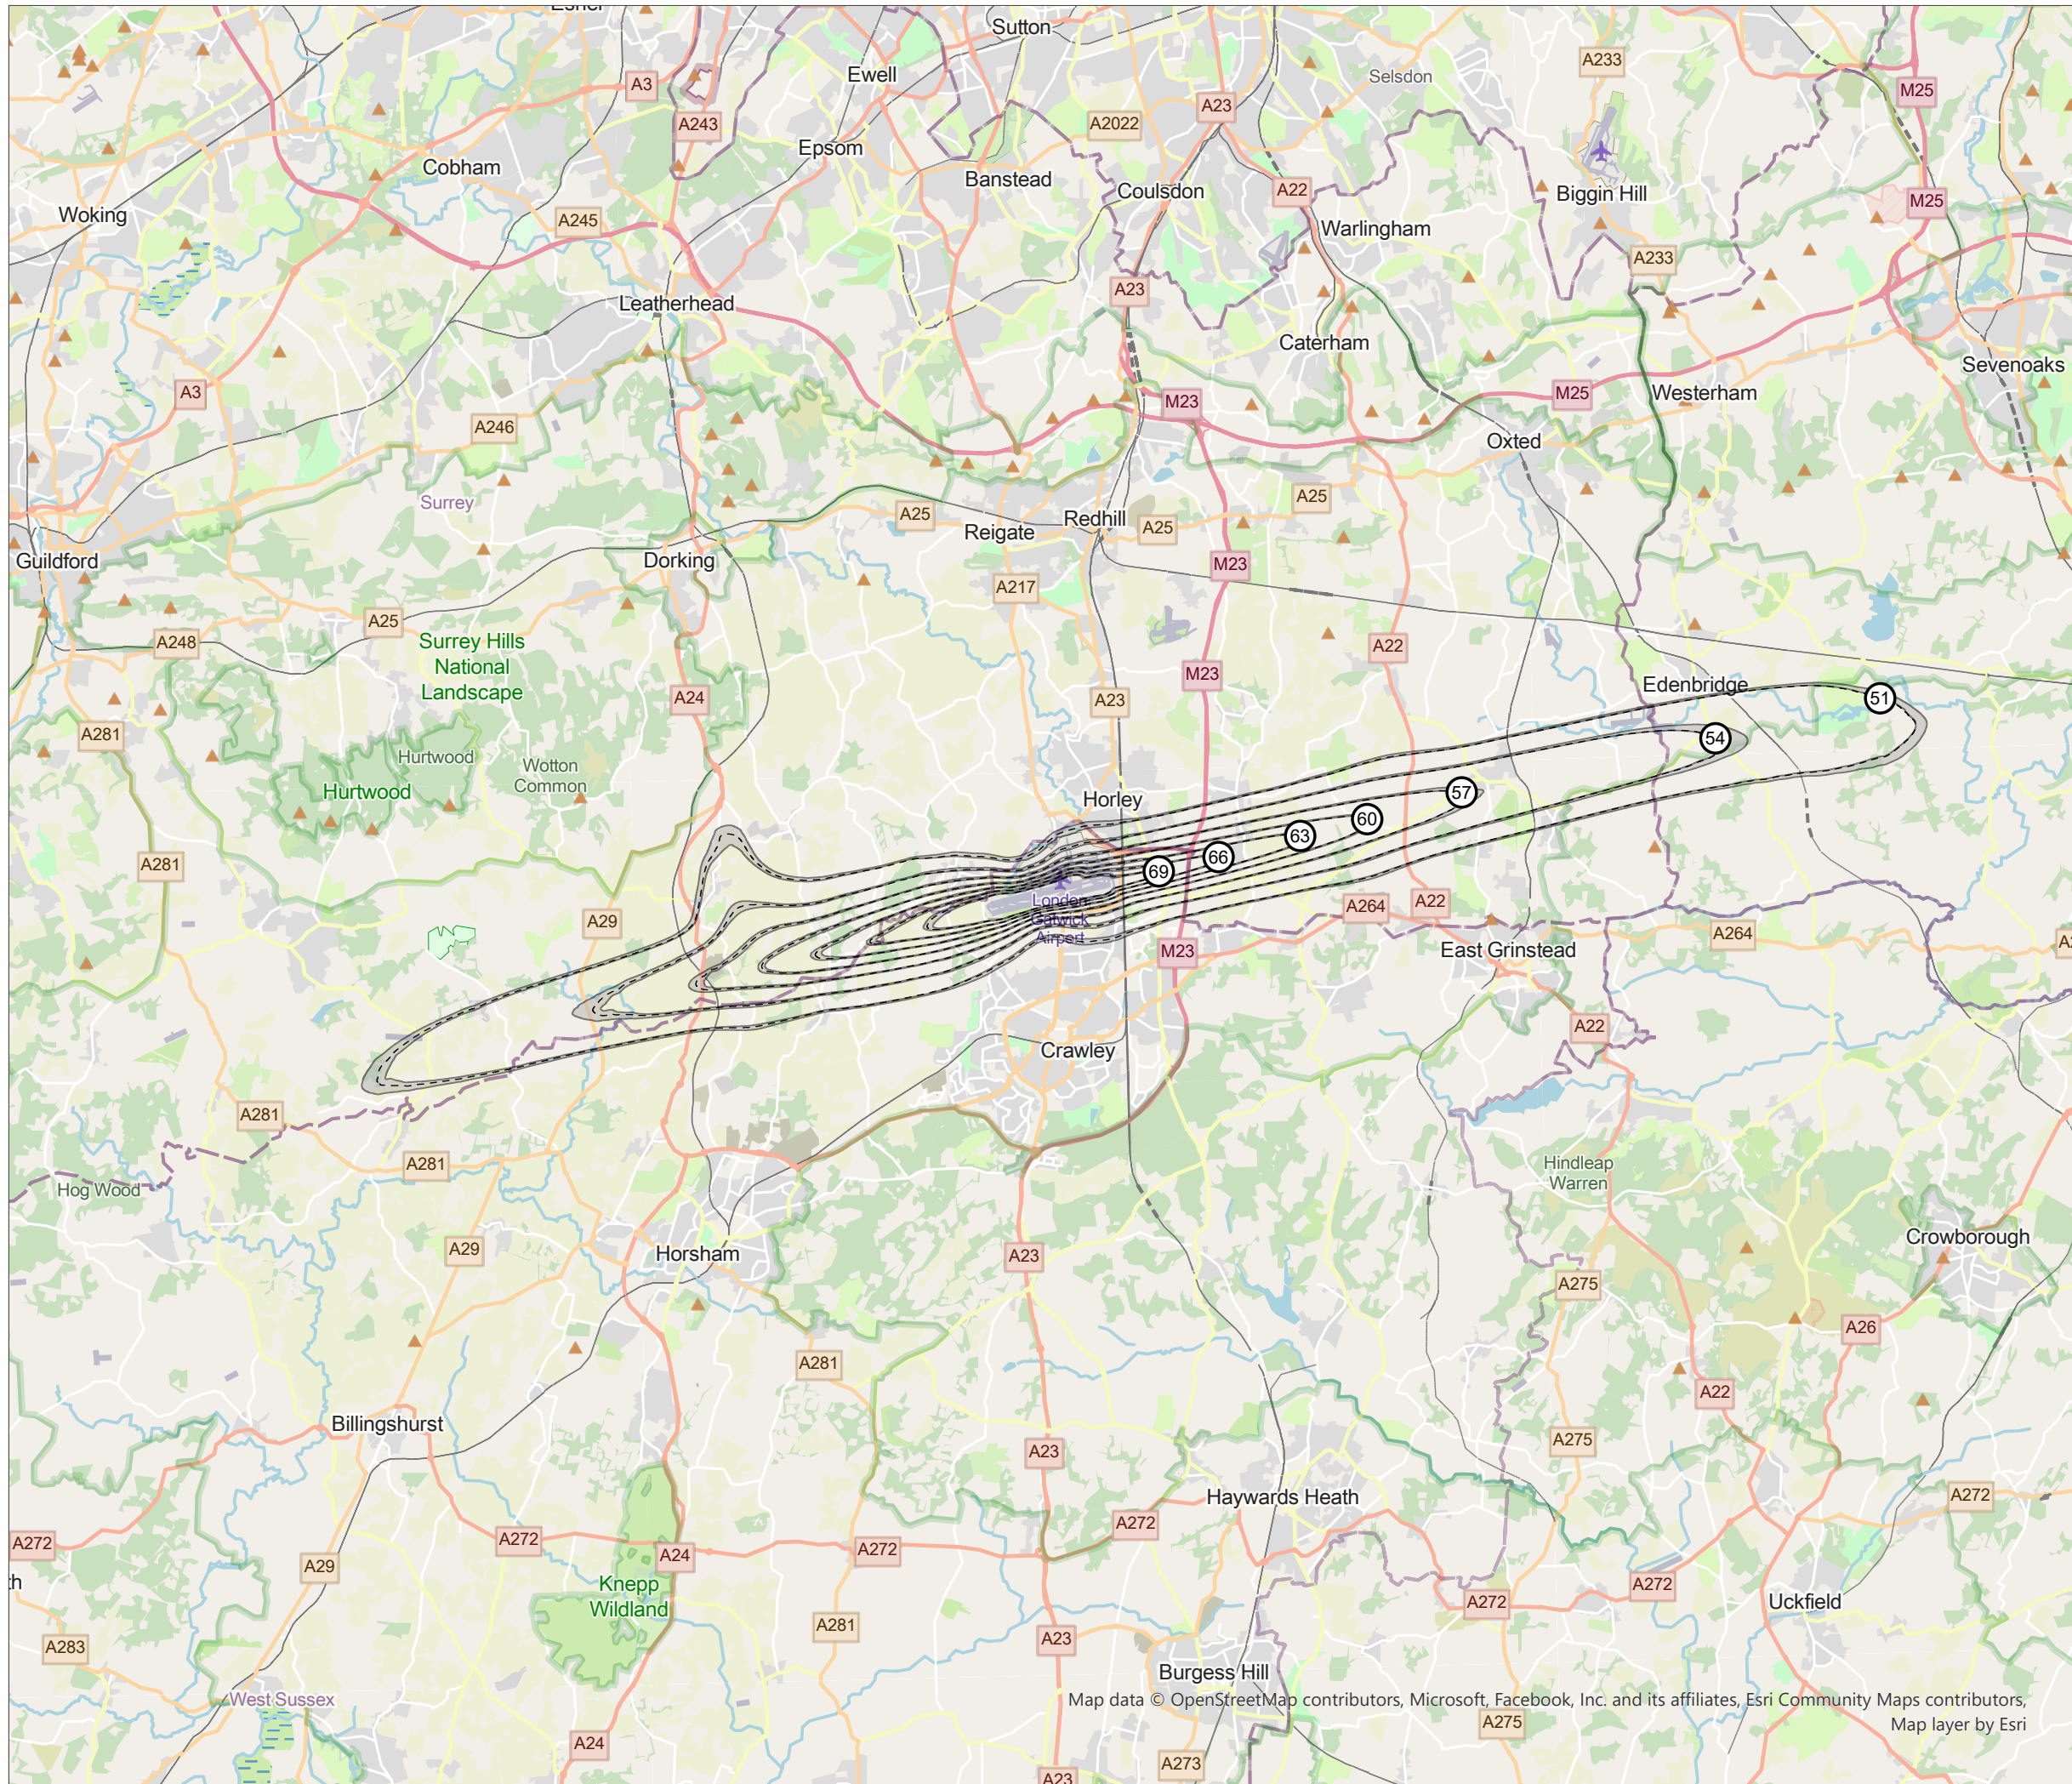 Sutton
Ewell
Selsdon
A233
A3
M25
A243
A23
A2022
Epsom
Cobham
Banstead
Coulsdon
A22
Biggin Hill
M25
Woking
A245
Warlingham
A233
A23
Leatherhead
Caterham
Sevenoaks
A3
M23
M25
Westerham
A246
Oxted
Surrey
A25
A25
Redhill
A25
Reigate
Guildford
Dorking
M23
A217
A25
A248
Surrey Hills
National
Landscape
A22
M23
Edenbridge
A24
A23
51
A281
54
Hurtwood
Wotton
Common
Hurtwood
Horley
57
60
63
66
69
A281
London
Gatwick
Airport
A22
A264
A29
A264
East Grinstead
M23
A22
Crawley
A281
A281
Hindleap
Warren
Hog Wood
A29
Horsham
A23
Crowborough
A275
A26
A281
A22
Billingshurst
A23
A275
Haywards Heath
A272
A272
A272
A272
A272
A24
A29
th
Knepp
Wildland
A272
A272
Uckfield
A281
A23
A283
Burgess Hill
West Sussex
Map data © OpenStreetMap contributors, Microsoft, Facebook, Inc. and its affiliates, Esri Community Maps contributors,
Map layer by Esri
A275
A24
A273
A23